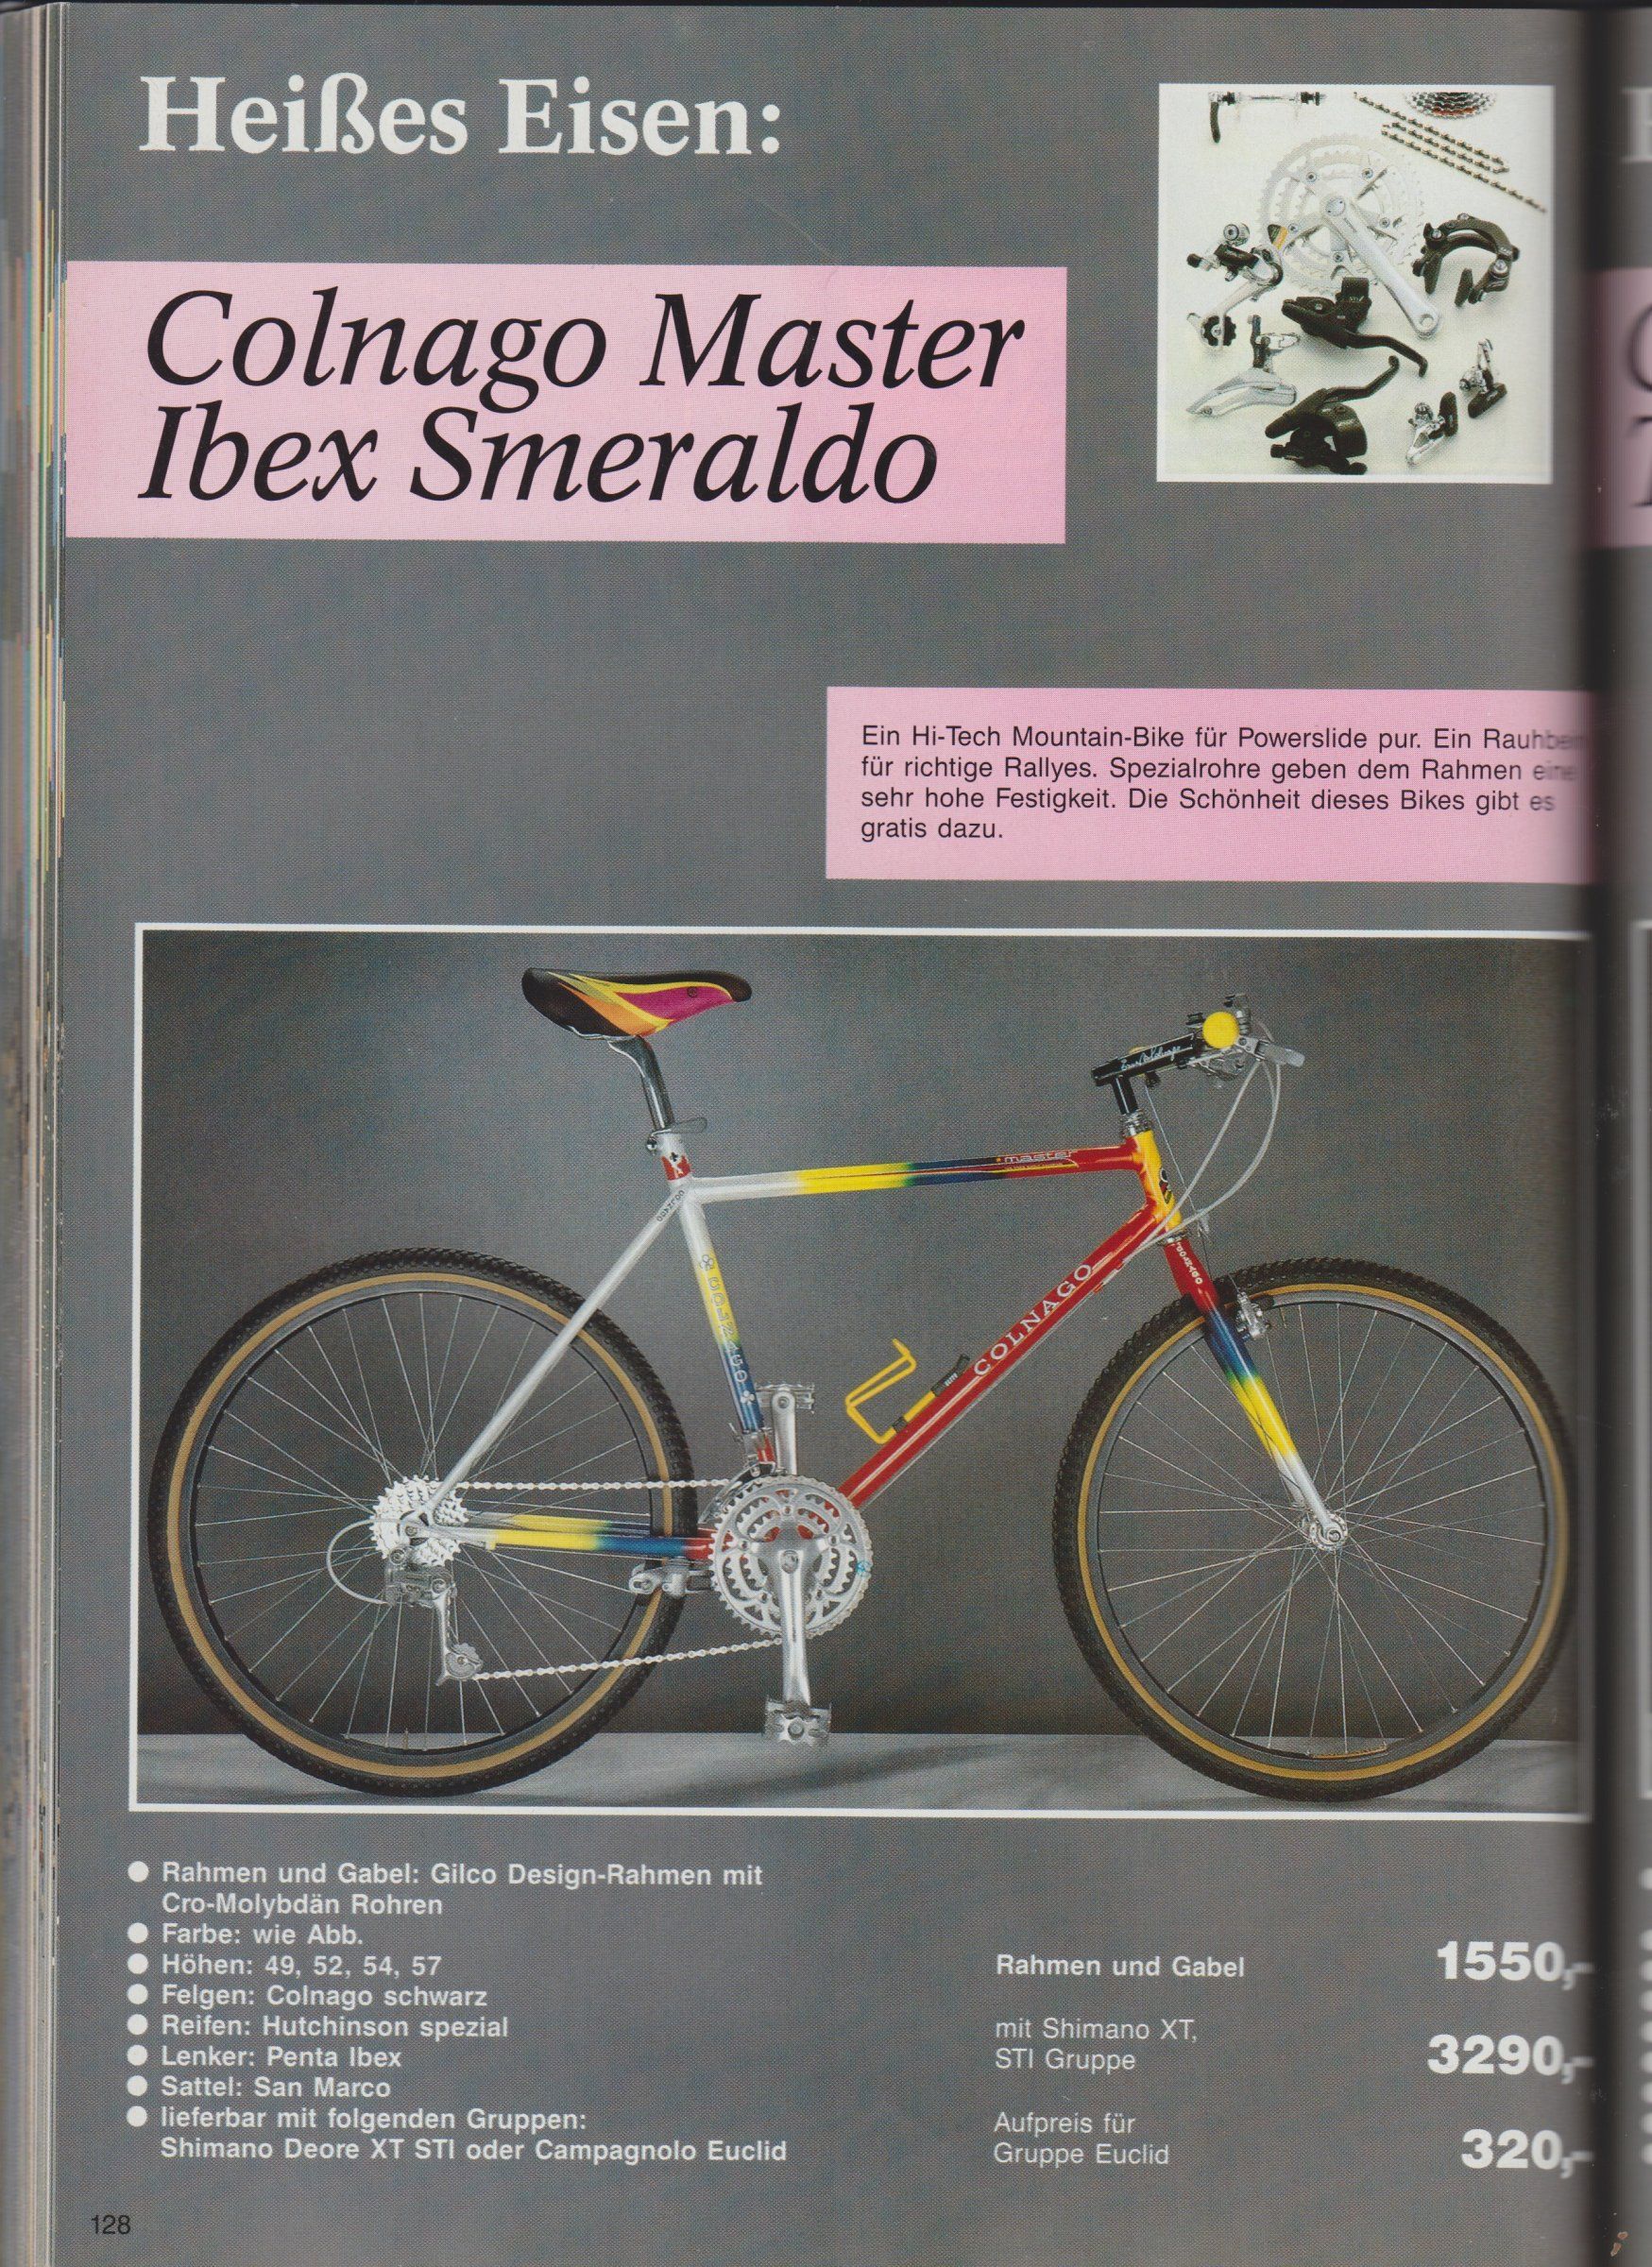 Heißes Eisen:
Colnago Master
Ibex Smeraldo
Ein Hi-Tech Mountain-Bike für Powerslide pur. Ein Rauhbein
für richtige Rallyes. Spezialrohre geben dem Rahmen eine
sehr hohe Festigkeit. Die Schönheit dieses Bikes gibt es
gratis dazu.
master
COLNAGO
COLNAGO
COLNAGO
COLNAGO
● Rahmen und Gabel: Gilco Design-Rahmen mit
Cro-Molybdän Rohren
● Farbe: wie Abb.
● Höhen: 49, 52, 54, 57
● Felgen: Colnago schwarz
● Reifen: Hutchinson spezial
● Lenker: Penta Ibex
● Sattel: San Marco
● lieferbar mit folgenden Gruppen:
Shimano Deore XT STI oder Campagnolo Euclid
Rahmen und Gabel 1550,-
mit Shimano XT,
STI Gruppe 3290,-
Aufpreis für
Gruppe Euclid 320,-
128